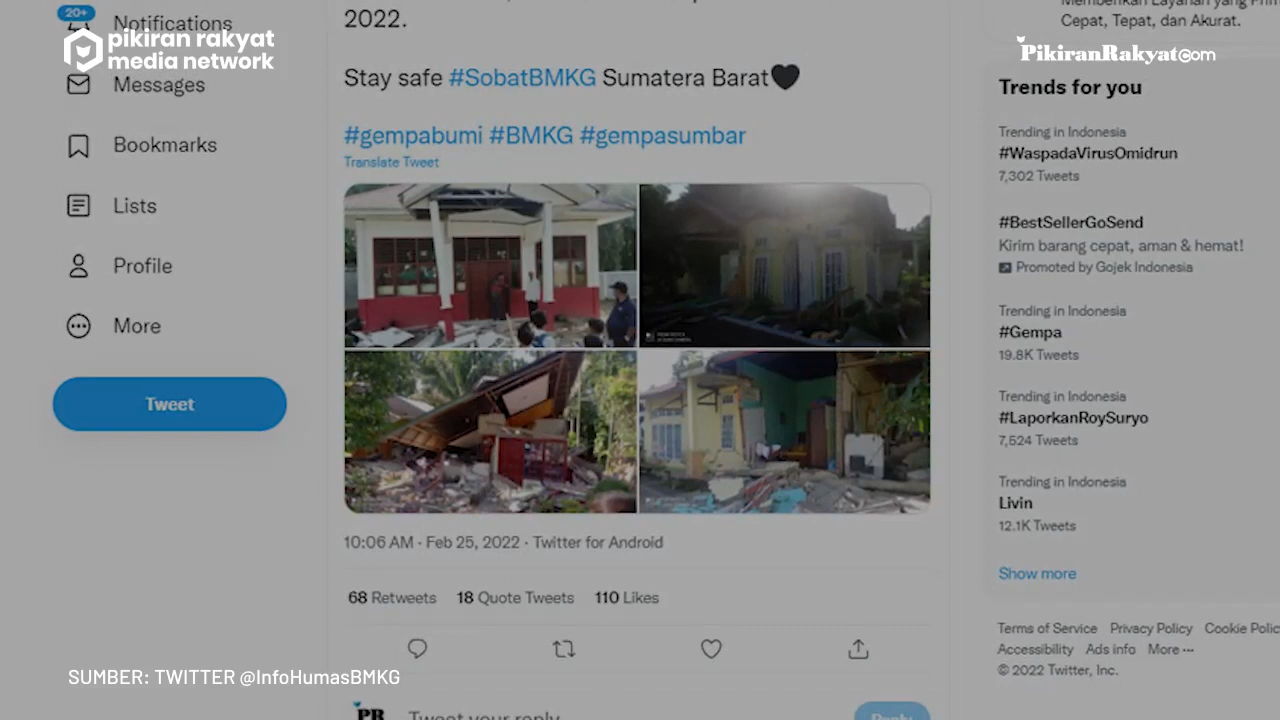 20+
Notifications
pikiran rakyat
media network
Messages
Bookmarks
Lists
Profile
More
Tweet
2022.
Stay safe #SobatBMKG Sumatera Barat🖤
#gempabumi #BMKG #gempasumbar
Translate Tweet
10:06 AM · Feb 25, 2022 · Twitter for Android
68 Retweets 18 Quote Tweets 110 Likes
Tweet your reply
Reply
PR
SUMBER: TWITTER @InfoHumasBMKG
Cepat, Tepat, dan Akurat.
PikiranRakyat.com
Trends for you
Trending in Indonesia
#WaspadaVirusOmidrun
7,302 Tweets
#BestSellerGoSend
Kirim barang cepat, aman & hemat!
Promoted by Gojek Indonesia
Trending in Indonesia
#Gempa
19.8K Tweets
Trending in Indonesia
#LaporkanRoySuryo
7,524 Tweets
Trending in Indonesia
Livin
12.1K Tweets
Show more
Terms of Service Privacy Policy Cookie
Accessibility Ads info More ···
© 2022 Twitter, Inc.